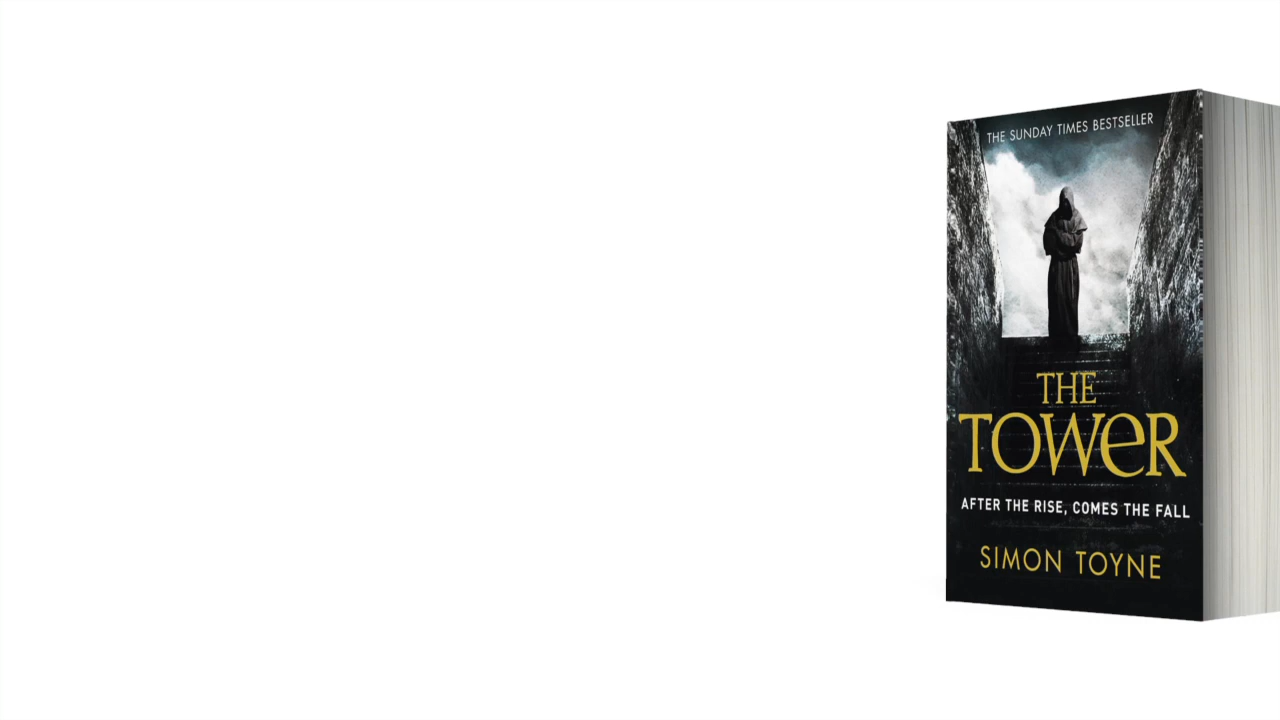 THE SUNDAY TIMES BESTSELLER
THE
TOWER
AFTER THE RISE, COMES THE FALL
SIMON TOYNE